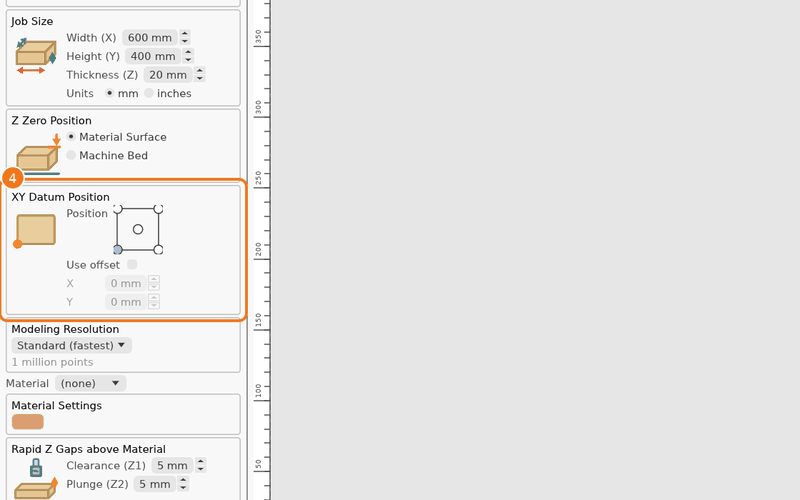 Job Size
Width (X) 600 mm
Height (Y) 400 mm
Thickness (Z) 20 mm
Units mm inches
Z Zero Position
Material Surface
Machine Bed
4
XY Datum Position
Position
Use offset
X 0 mm
Y 0 mm
Modeling Resolution
Standard (fastest)
1 million points
Material (none)
Material Settings
Rapid Z Gaps above Material
Clearance (Z1) 5 mm
Plunge (Z2) 5 mm
350
300
250
200
150
100
50